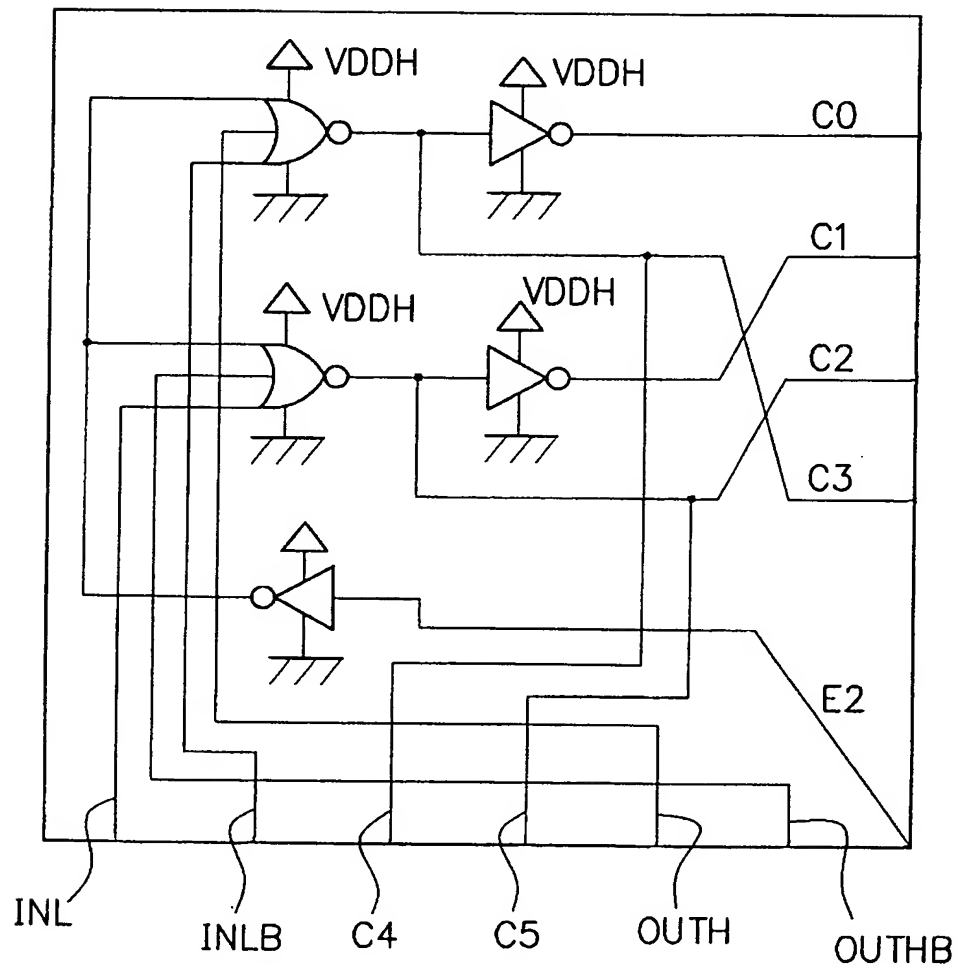 VDDH
VDDH
C0
C1
VDDH
VDDH
C2
C3
E2
INL
INLB
C4
C5
OUTH
OUTHB